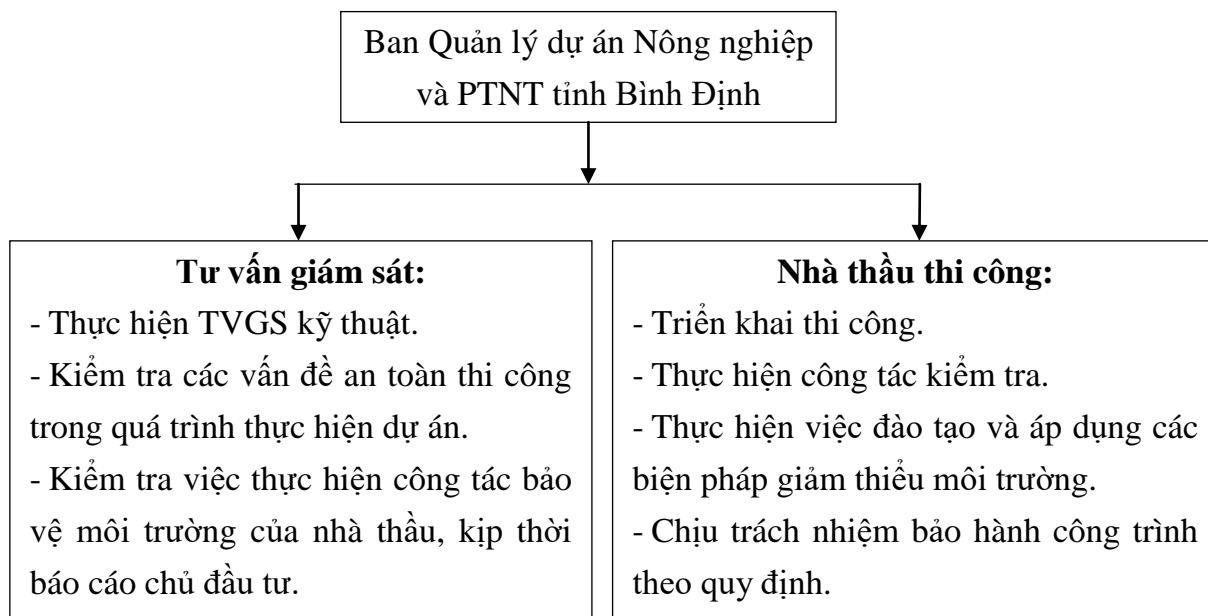 Ban Quản lý dự án Nông nghiệp
và PTNT tỉnh Bình Định
Tư vấn giám sát:
- Thực hiện TVGS kỹ thuật.
- Kiểm tra các vấn đề an toàn thi công
trong quá trình thực hiện dự án.
- Kiểm tra việc thực hiện công tác bảo
vệ môi trường của nhà thầu, kịp thời
báo cáo chủ đầu tư.
Nhà thầu thi công:
- Triển khai thi công.
- Thực hiện công tác kiểm tra.
- Thực hiện việc đào tạo và áp dụng các
biện pháp giảm thiểu môi trường.
- Chịu trách nhiệm bảo hành công trình
theo quy định.